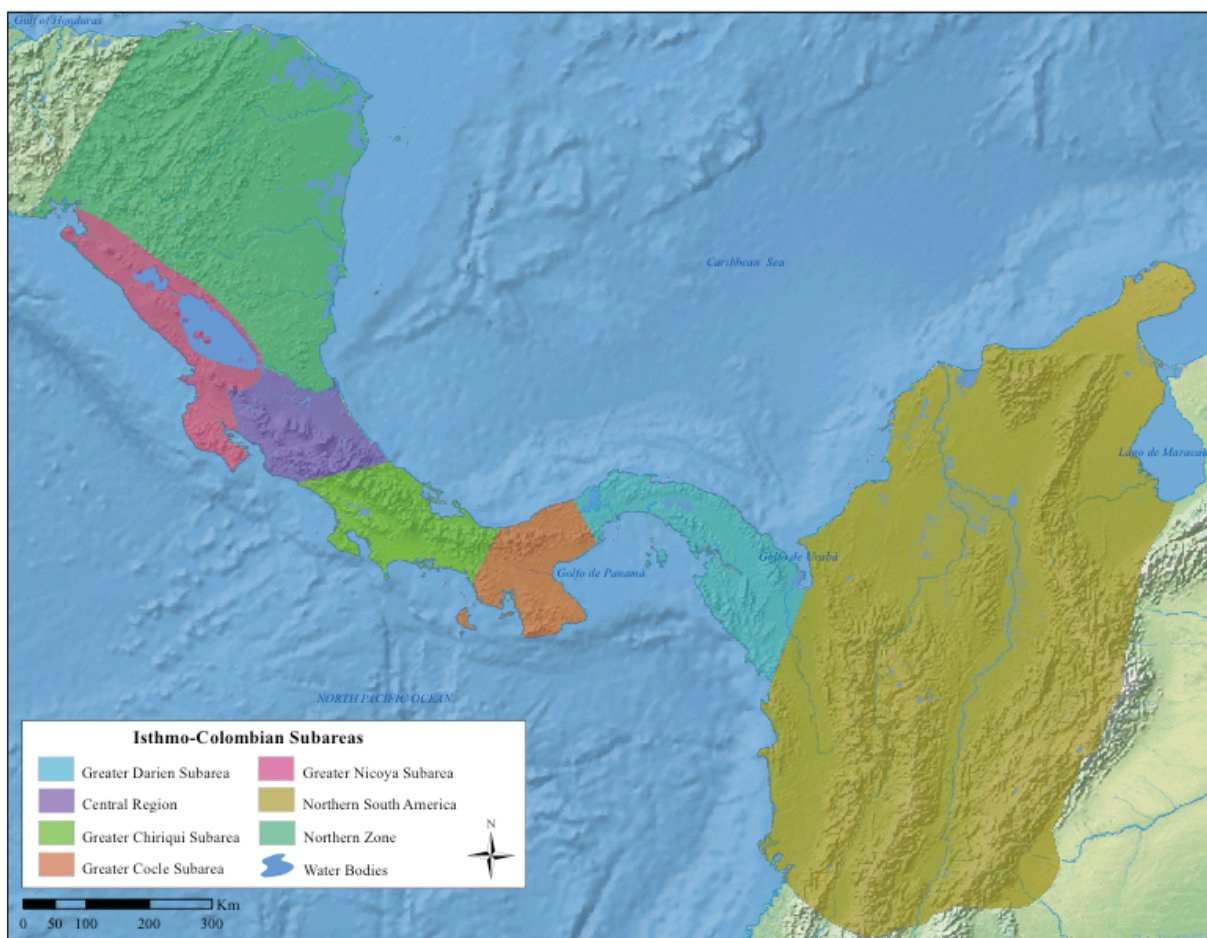 Gulf of Honduras
Caribbean Sea
Lago de Maracai
Golfo de Urabá
Golfo de Panamá
NORTH PACIFIC OCEAN
Isthmo-Colombian Subareas
Greater Darien Subarea
Greater Nicoya Subarea
Central Region
Northern South America
Greater Chiriqui Subarea
Northern Zone
Greater Cocle Subarea
Water Bodies
N
Km
0 50 100 200 300